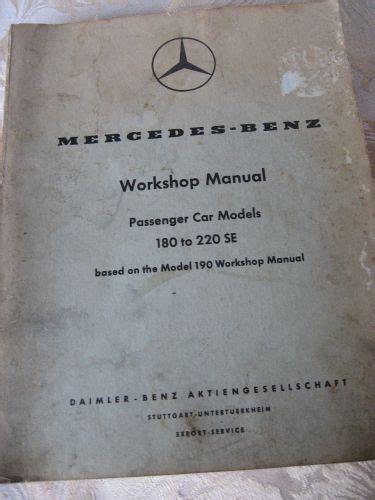 MERCEDES-BENZ
Workshop Manual
Passenger Car Models
180 to 220 SE
based on the Model 190 Workshop Manual
DAIMLER-BENZ AKTIENGESELLSCHAFT
STUTTGART-UNTERTUERKHEIM
EXPORT-SERVICE